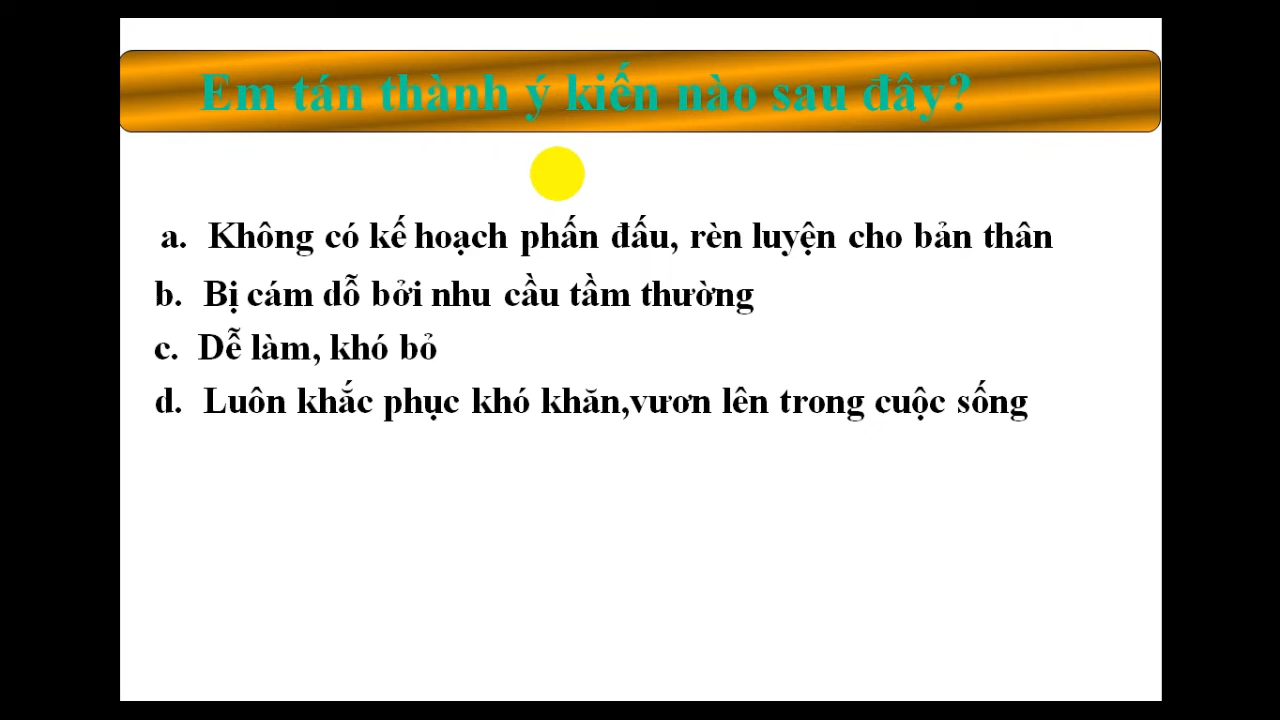 Em tán thành ý kiến nào sau đây?
a. Không có kế hoạch phấn đấu, rèn luyện cho bản thân
b. Bị cám dỗ bởi nhu cầu tầm thường
c. Dễ làm, khó bỏ
d. Luôn khắc phục khó khăn,vươn lên trong cuộc sống